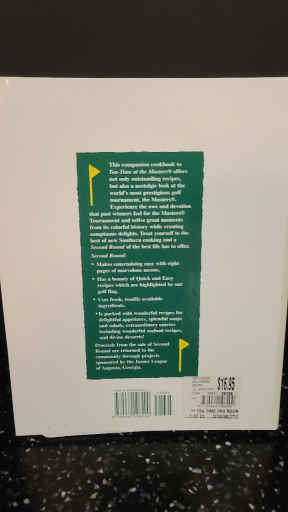 This companion cookbook to
Tea-Time at the Masters® offers
not only outstanding recipes,
but also a nostalgic look at the
world's most prestigious golf
tournament, the Masters®.
Experience the awe and devotion
that past winners feel for the Masters®
Tournament and relive great moments
from its colorful history while creating
sumptuous delights. Treat yourself to the
best of new Southern cooking and a
Second Round of the best life has to offer.
Second Round:
• Makes entertaining easy with eight
pages of marvelous menus.
• Has a bounty of Quick and Easy
recipes which are highlighted by our
golf flag.
• Uses fresh, readily available
ingredients.
• Is packed with wonderful recipes for
delightful appetizers, splendid soups
and salads, extraordinary entrées
including wonderful seafood recipes,
and divine desserts!
Proceeds from the sale of Second
Round are returned to the
community through projects
sponsored by the Junior League
of Augusta, Georgia.
$16.95